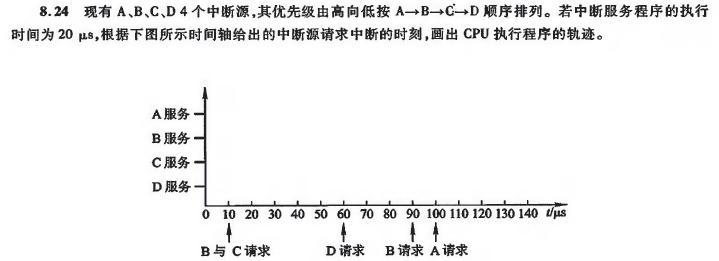 8.24 现有 A、B、C、D 4 个中断源,其优先级由高向低按 A→B→C→D 顺序排列。若中断服务程序的执行
时间为 20 μs,根据下图所示时间轴给出的中断源请求中断的时刻,画出 CPU 执行程序的轨迹。
A 服务
B 服务
C 服务
D 服务
0 10 20 30 40 50 60 70 80 90 100 110 120 130 140 t/μs
B 与 C 请求 D 请求 B 请求 A 请求